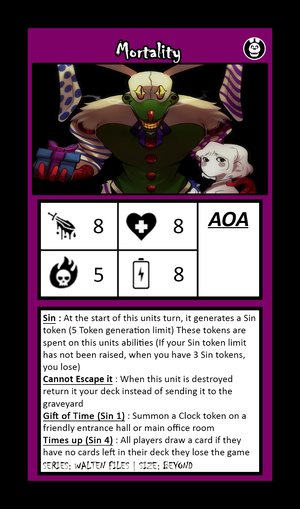 Mortality
8
8
AOA
5
8
Sin : At the start of this units turn, it generates a Sin
token (5 Token generation limit) These tokens are
spent on this units abilities (If your Sin token limit
has not been raised, when you have 3 Sin tokens,
you lose)
Cannot Escape it : When this unit is destroyed
return it your deck instead of sending it to the
graveyard
Gift of Time (Sin 1) : Summon a Clock token on a
friendly entrance hall or main office room
Times up (Sin 4) : All players draw a card if they
have no cards left in their deck they lose the game
SERIES: WALTEN FILES | SIZE: BEYOND